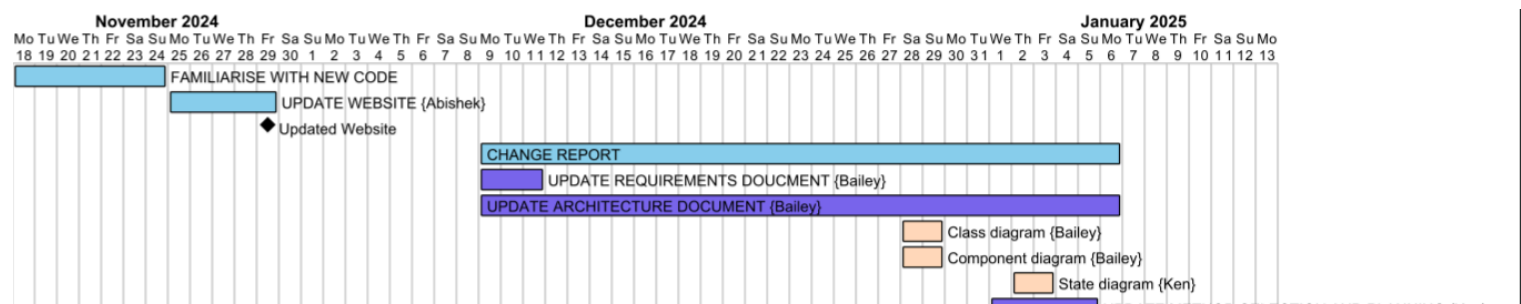 November 2024 December 2024 January 2025
Mo Tu We Th Fr Sa Su Mo Tu We Th Fr Sa Su Mo Tu We Th Fr Sa Su Mo Tu We Th Fr Sa Su Mo Tu We Th Fr Sa Su Mo Tu We Th Fr Sa Su Mo Tu We Th Fr Sa Su Mo Tu We Th Fr Sa Su Mo
18 19 20 21 22 23 24 25 26 27 28 29 30 1 2 3 4 5 6 7 8 9 10 11 12 13 14 15 16 17 18 19 20 21 22 23 24 25 26 27 28 29 30 31 1 2 3 4 5 6 7 8 9 10 11 12 13
FAMILIARISE WITH NEW CODE
UPDATE WEBSITE {Abishek}
Updated Website
CHANGE REPORT
UPDATE REQUIREMENTS DOUCMENT {Bailey}
UPDATE ARCHITECTURE DOCUMENT {Bailey}
Class diagram {Bailey}
Component diagram {Bailey}
State diagram {Ken}